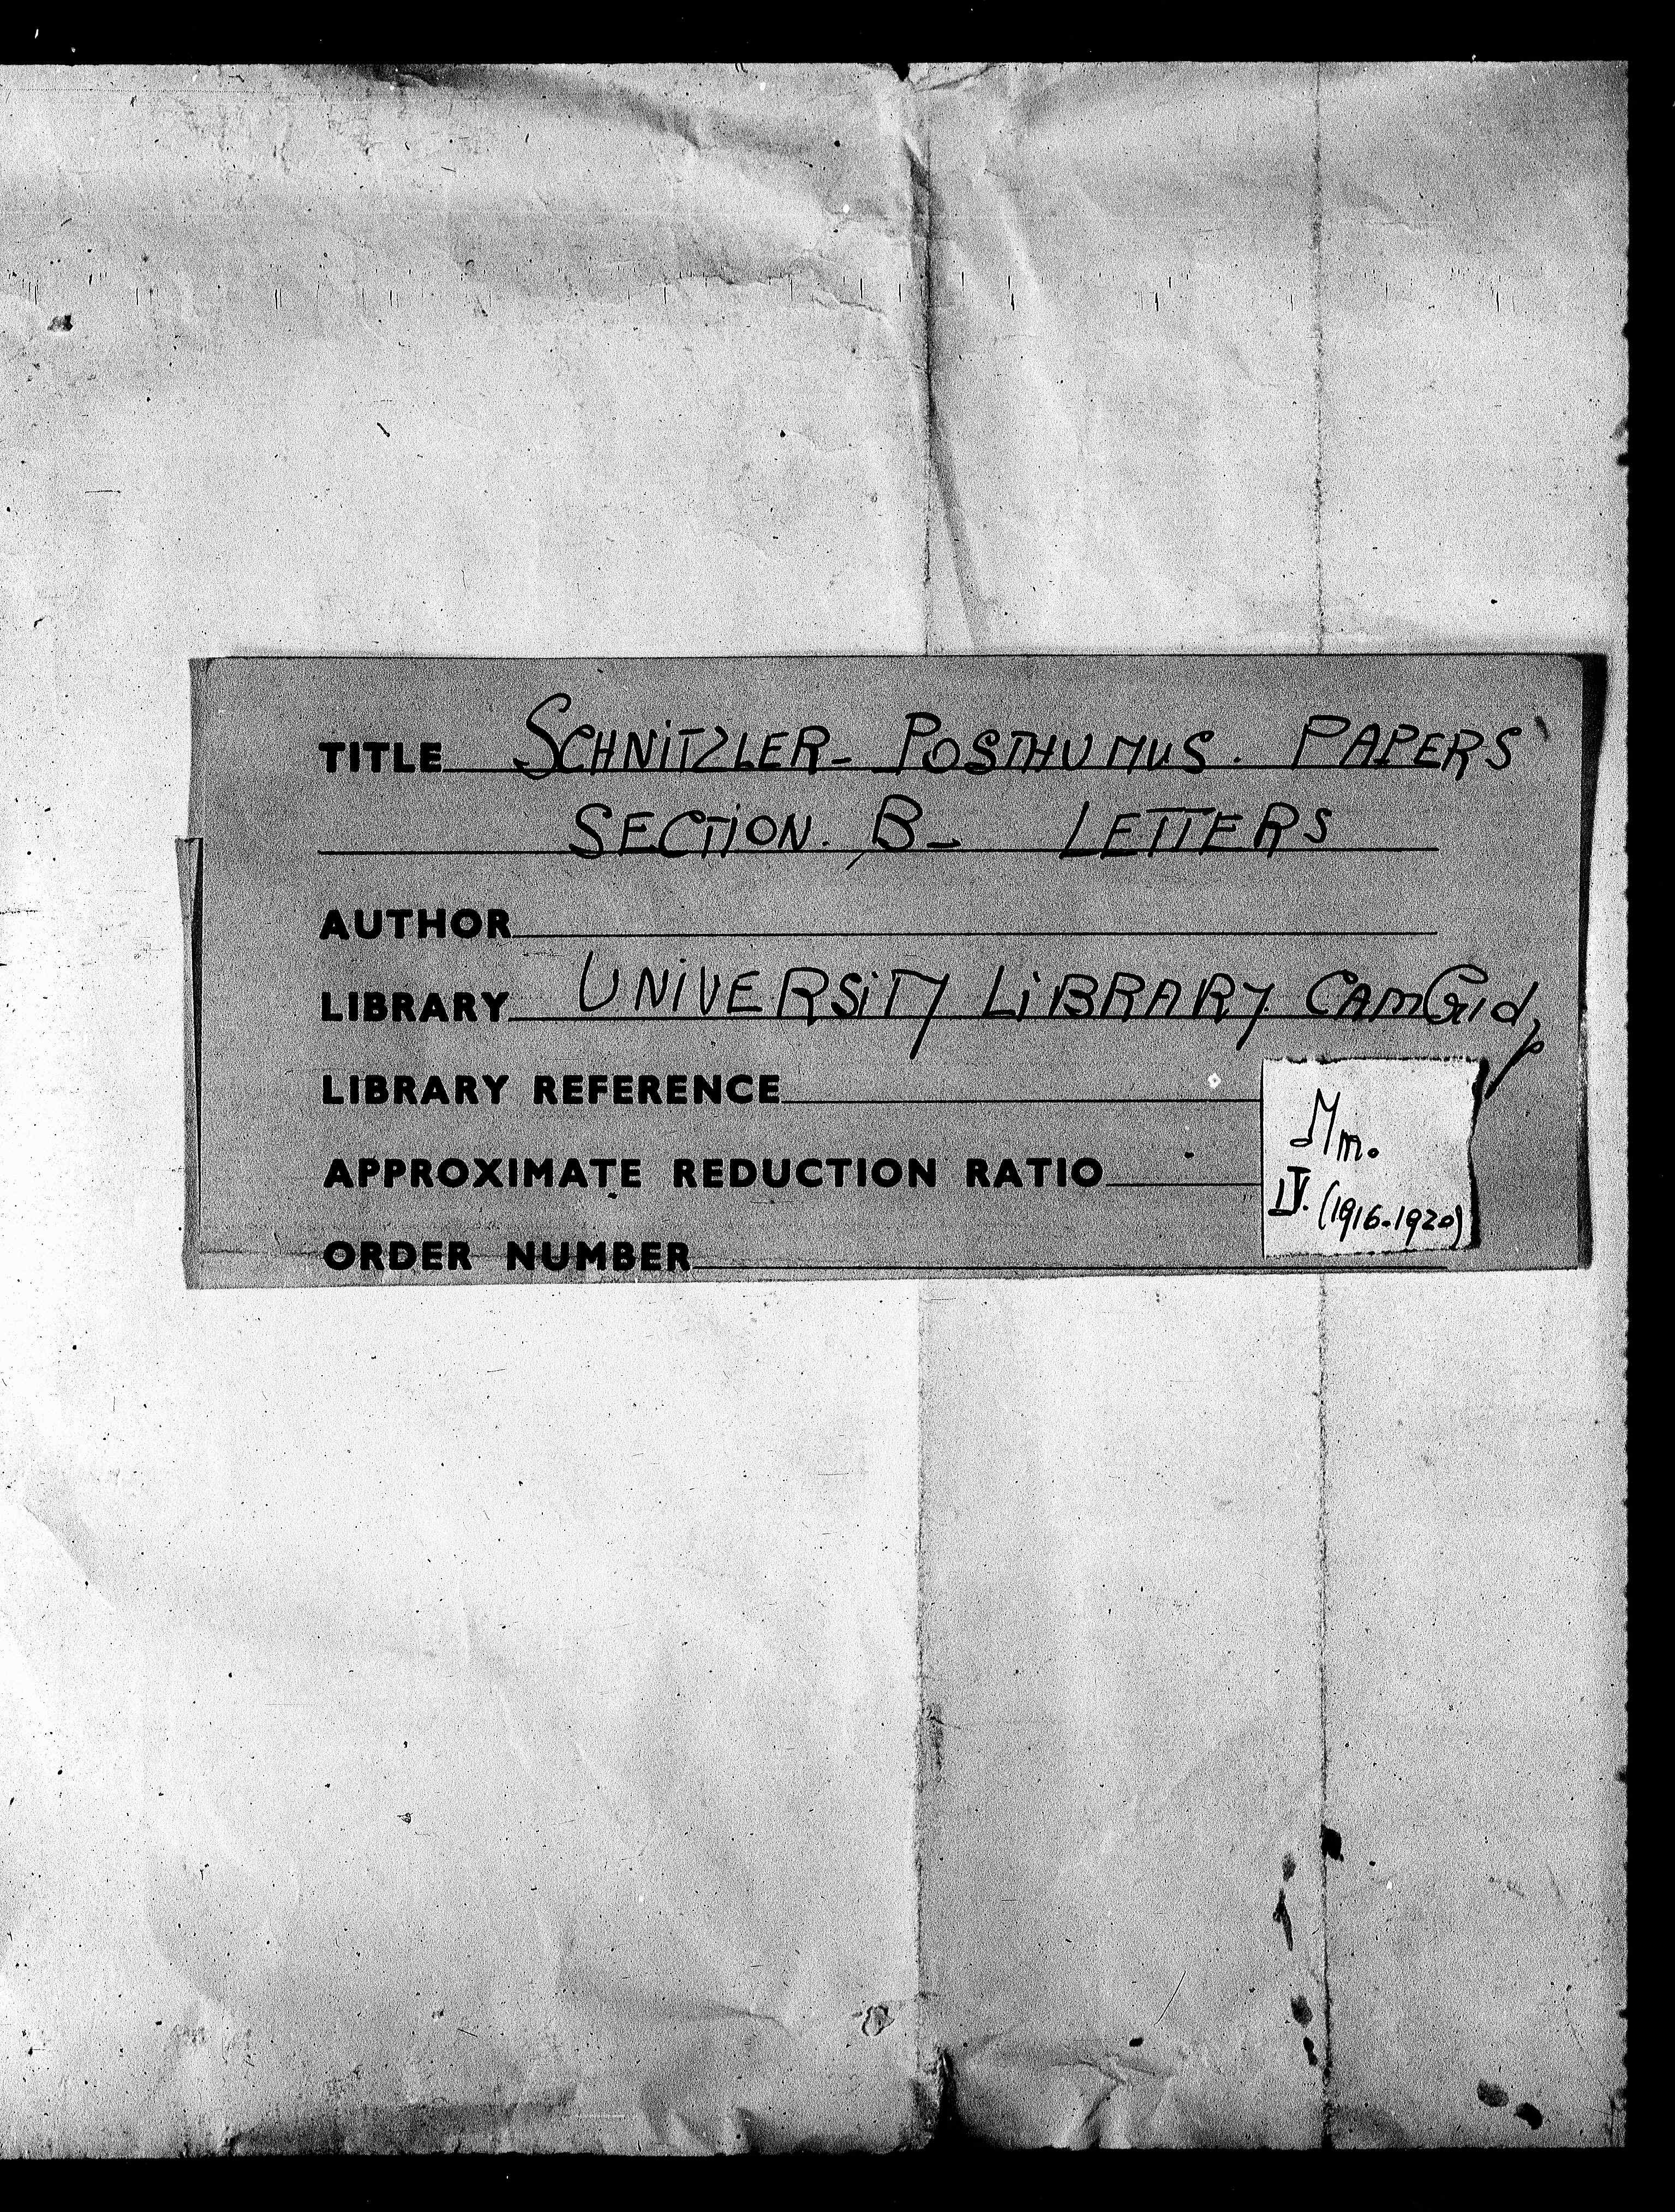 TITLE SCHNITZLER - POSTHUMUS. PAPERS
SECTION. B - LETTERS
AUTHOR
LIBRARY UNIVERSITY LIBRARY
LIBRARY REFERENCE
APPROXIMATE REDUCTION RATIO
ORDER NUMBER
Mm.
IV. (1916-1920)